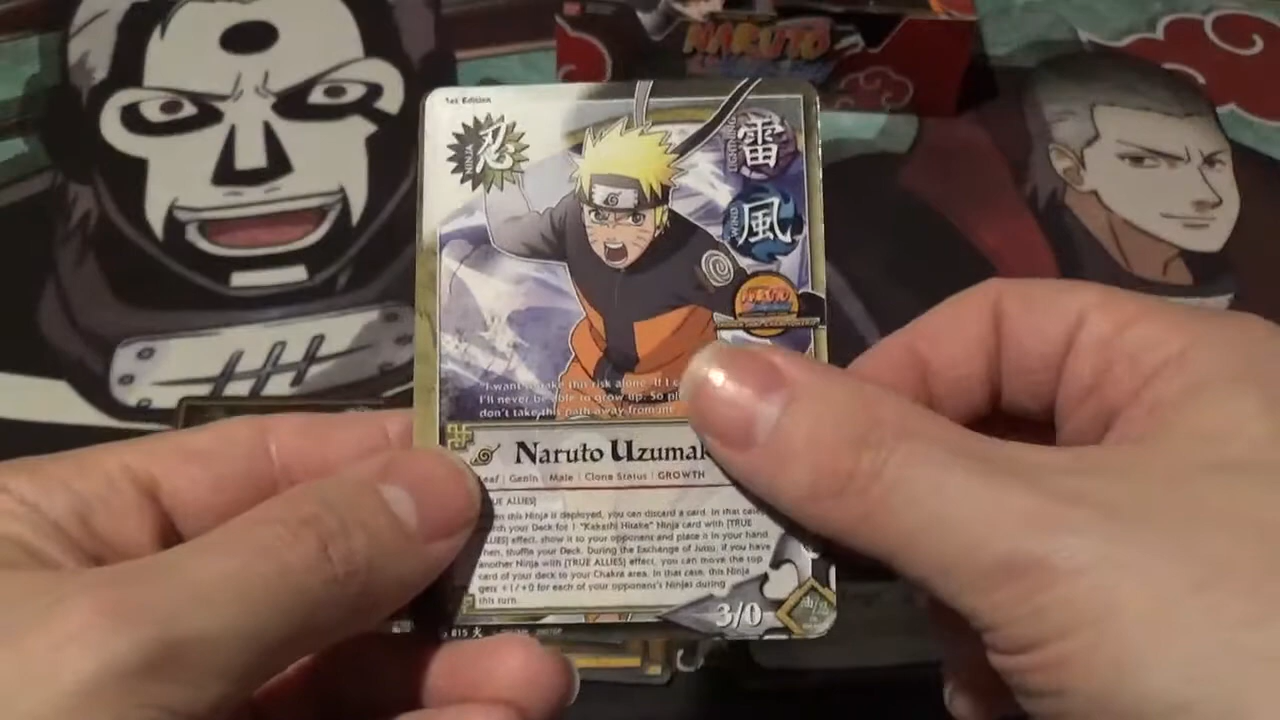 NARUTO
1st Edition
忍
NINJA
雷
LIGHTNING
風
WIND
NARUTO
"I want to take this risk alone. If I
I'll never be able to grow up. So
don't take this path away from
Naruto Uzumak
Leaf | Genin | Male | Clone Status | GROWTH
TRUE ALLIES]
this Ninja is deployed, you can discard a card. In that case,
your Deck for 1 "Kakashi Hatake" Ninja card with [TRUE
effect, show it to your opponent and place it in your hand.
shuffle your Deck. During the Exchange of Jutsu, if you have
another Ninja with [TRUE ALLIES] effect, you can move the top
card of your deck to your Chakra area. In that case, this Ninja
gets +1/+0 for each of your opponent's Ninjas during
this turn.
3/0
815